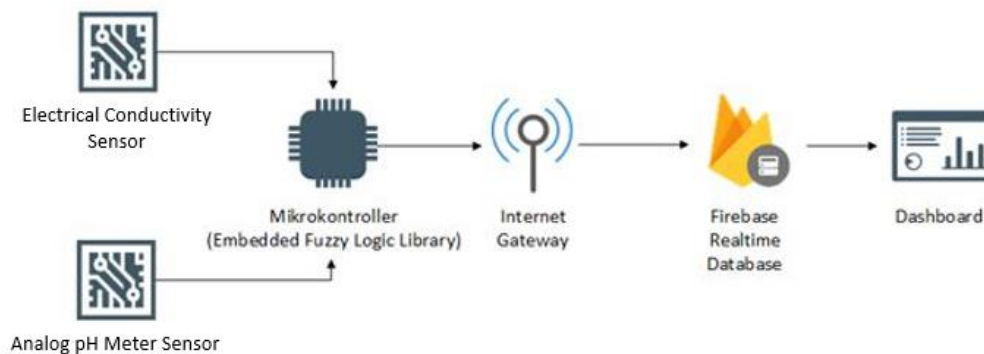 Electrical Conductivity
Sensor
Mikrokontroller
(Embedded Fuzzy Logic Library)
Internet
Gateway
Firebase
Realtime
Database
Dashboard
Analog pH Meter Sensor